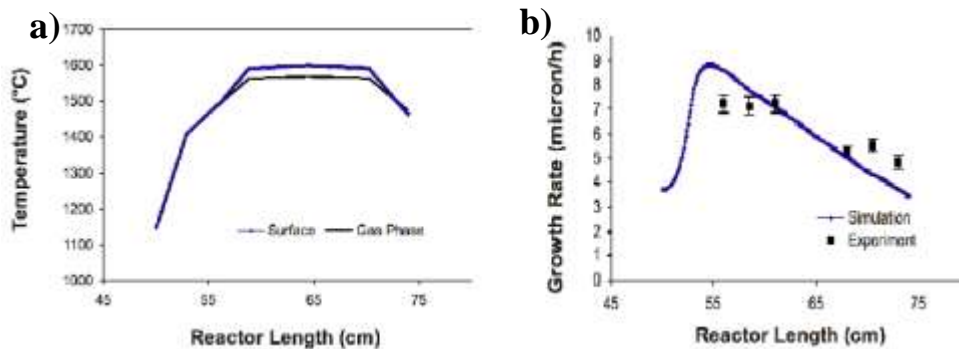 a)
Temperature (°C)
1700
1600
1500
1400
1300
1200
1100
1000
Surface
Gas Phase
45
55
65
75
Reactor Length (cm)
b)
Growth Rate (micron/h)
10
9
8
7
6
5
4
3
2
1
0
Simulation
Experiment
45
55
65
75
Reactor Length (cm)